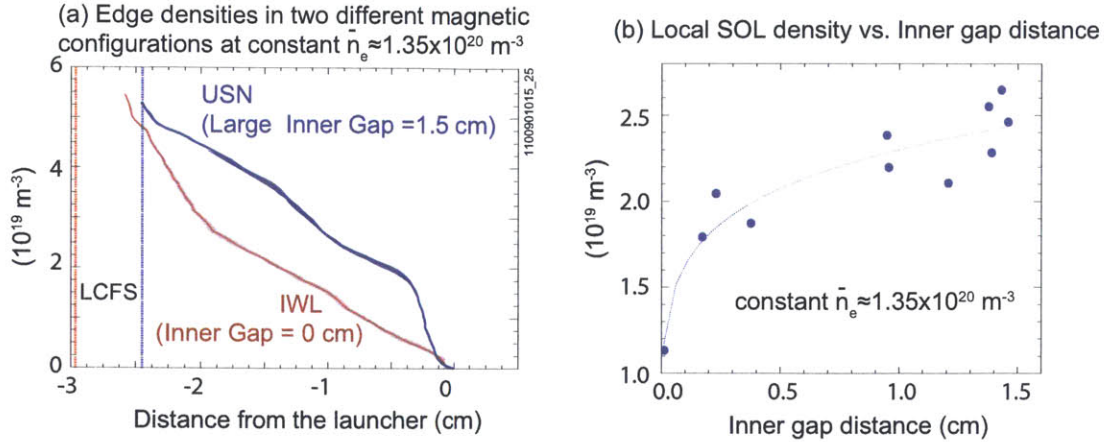 (a) Edge densities in two different magnetic
configurations at constant n̄e≈1.35x10²⁰ m⁻³
6
4
2
0
(10¹⁹ m⁻³)
USN
(Large Inner Gap =1.5 cm)
LCFS
IWL
(Inner Gap = 0 cm)
-3 -2 -1 0
Distance from the launcher (cm)
1100901015_25
(b) Local SOL density vs. Inner gap distance
2.5
2.0
1.5
1.0
(10¹⁹ m⁻³)
constant n̄e≈1.35x10²⁰ m⁻³
0.0 0.5 1.0 1.5
Inner gap distance (cm)